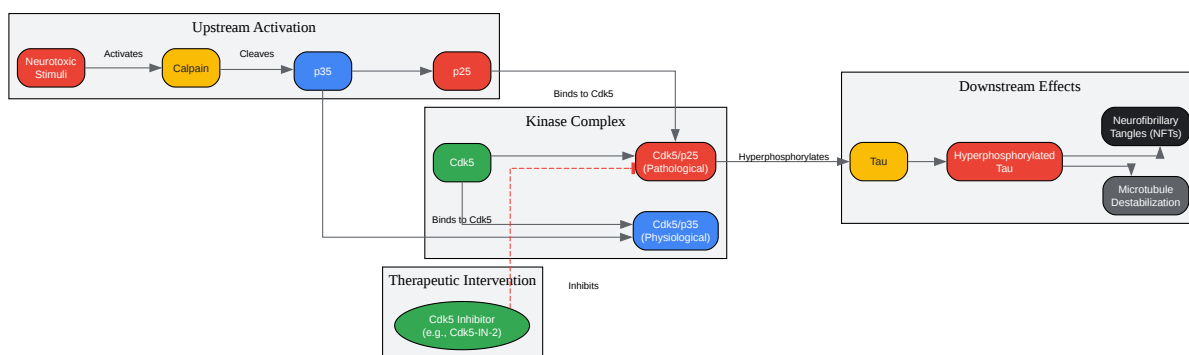 Upstream Activation
Neurotoxic
Stimuli
Activates
Calpain
Cleaves
p35
p25
Binds to Cdk5
Kinase Complex
Cdk5
Cdk5/p25
(Pathological)
Binds to Cdk5
Cdk5/p35
(Physiological)
Hyperphosphorylates
Downstream Effects
Tau
Hyperphosphorylated
Tau
Neurofibrillary
Tangles (NFTs)
Microtubule
Destabilization
Therapeutic Intervention
Inhibits
Cdk5 Inhibitor
(e.g., Cdk5-IN-2)